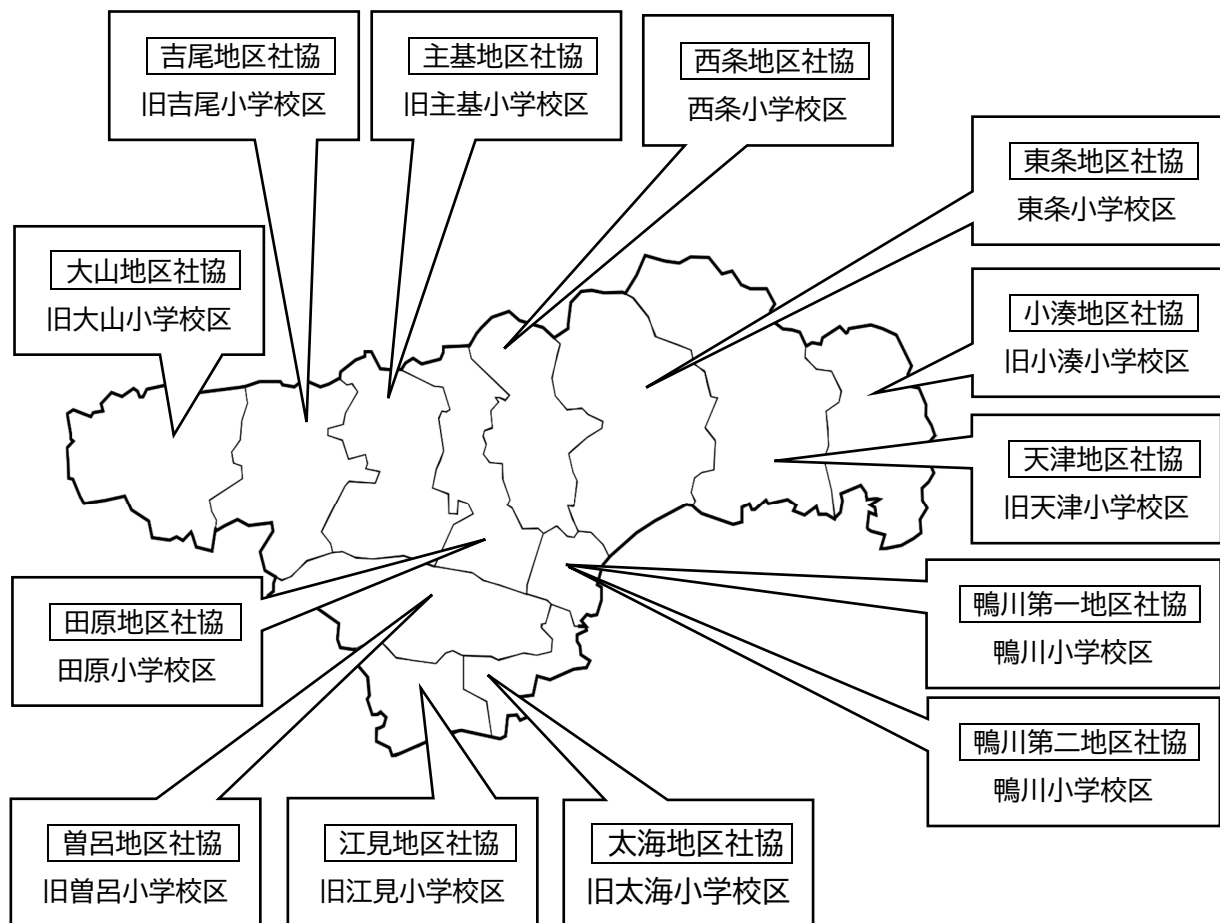 吉尾地区社協
旧吉尾小学校区
主基地区社協
旧主基小学校区
西条地区社協
西条小学校区
東条地区社協
東条小学校区
大山地区社協
旧大山小学校区
小湊地区社協
旧小湊小学校区
天津地区社協
旧天津小学校区
田原地区社協
田原小学校区
鴨川第一地区社協
鴨川小学校区
鴨川第二地区社協
鴨川小学校区
曽呂地区社協
旧曽呂小学校区
江見地区社協
旧江見小学校区
太海地区社協
旧太海小学校区